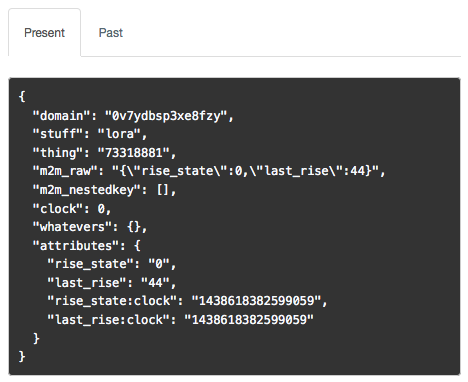 Present Past
{
  "domain": "0v7ydbsp3xe8fzy",
  "stuff": "lora",
  "thing": "73318881",
  "m2m_raw": "{\"rise_state\":0,\"last_rise\":44}",
  "m2m_nestedkey": [],
  "clock": 0,
  "whatevers": {},
  "attributes": {
    "rise_state": "0",
    "last_rise": "44",
    "rise_state:clock": "1438618382599059",
    "last_rise:clock": "1438618382599059"
  }
}